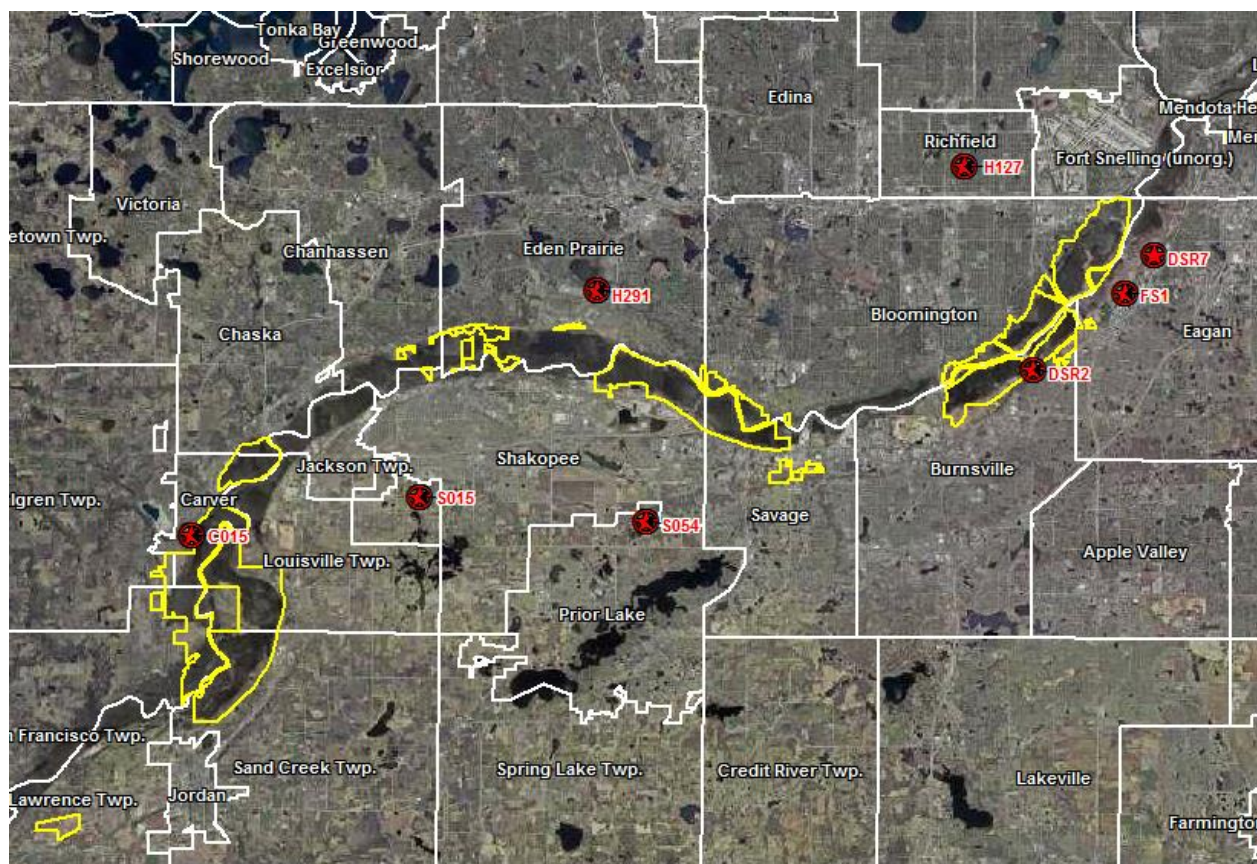 Tonka Bay
Greenwood
Shorewood
Excelsior
Edina
Mendota He
Richfield
H127
Fort Snelling (unorg.)
Victoria
etown Twp.
Chanhassen
Eden Prairie
DSR7
H291
FS1
Bloomington
Chaska
Eagan
DSR2
Shakopee
Jackson Twp.
Burnsville
lgren Twp.
Carver
S015
Savage
S054
C015
Louisville Twp.
Apple Valley
Prior Lake
Francisco Twp.
Sand Creek Twp.
Spring Lake Twp.
Credit River Twp.
Lakeville
Lawrence Twp.
Jordan
Farmington